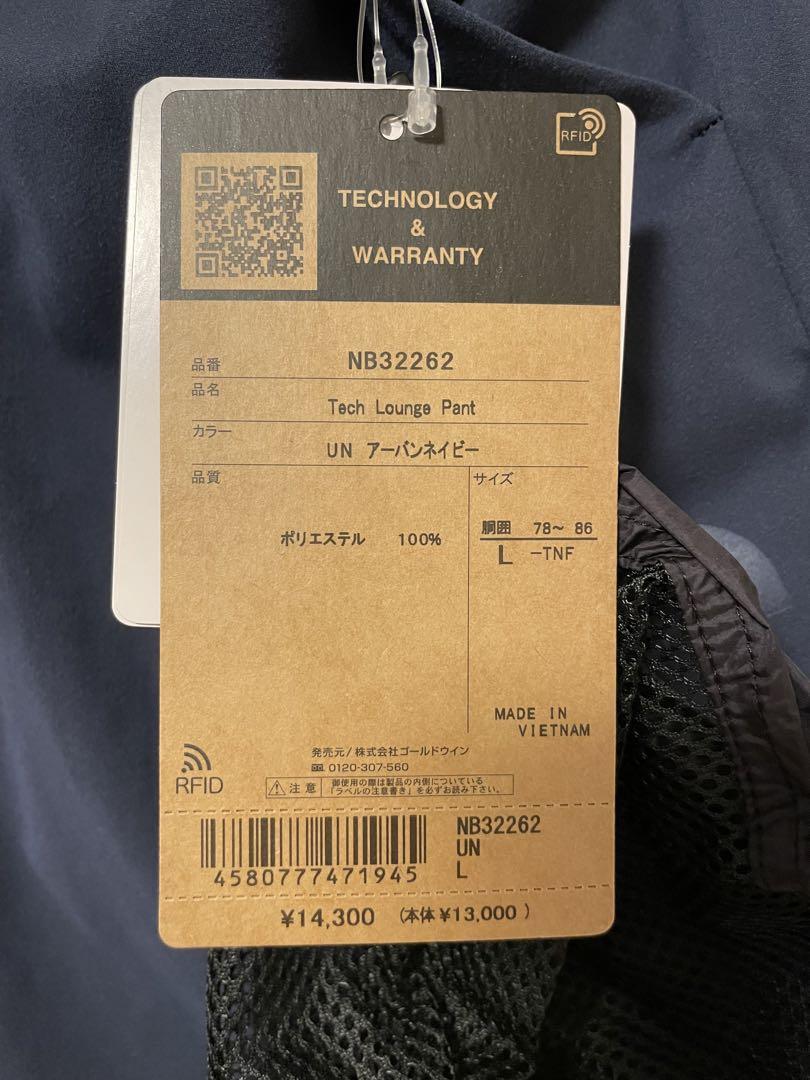 RFID
TECHNOLOGY
&
WARRANTY
品番 NB32262
品名 Tech Lounge Pant
カラー UN アーバンネイビー
品質
ポリエステル 100%
サイズ
胴囲 78～ 86
L -TNF
MADE IN
VIETNAM
RFID
発売元/株式会社ゴールドウイン
0120-307-560
注意
御使用の際は製品の内側についている
「ラベルの注意書き」を必ずお読み下さい。
4580777471945
NB32262
UN
L
¥14,300 (本体¥13,000 )